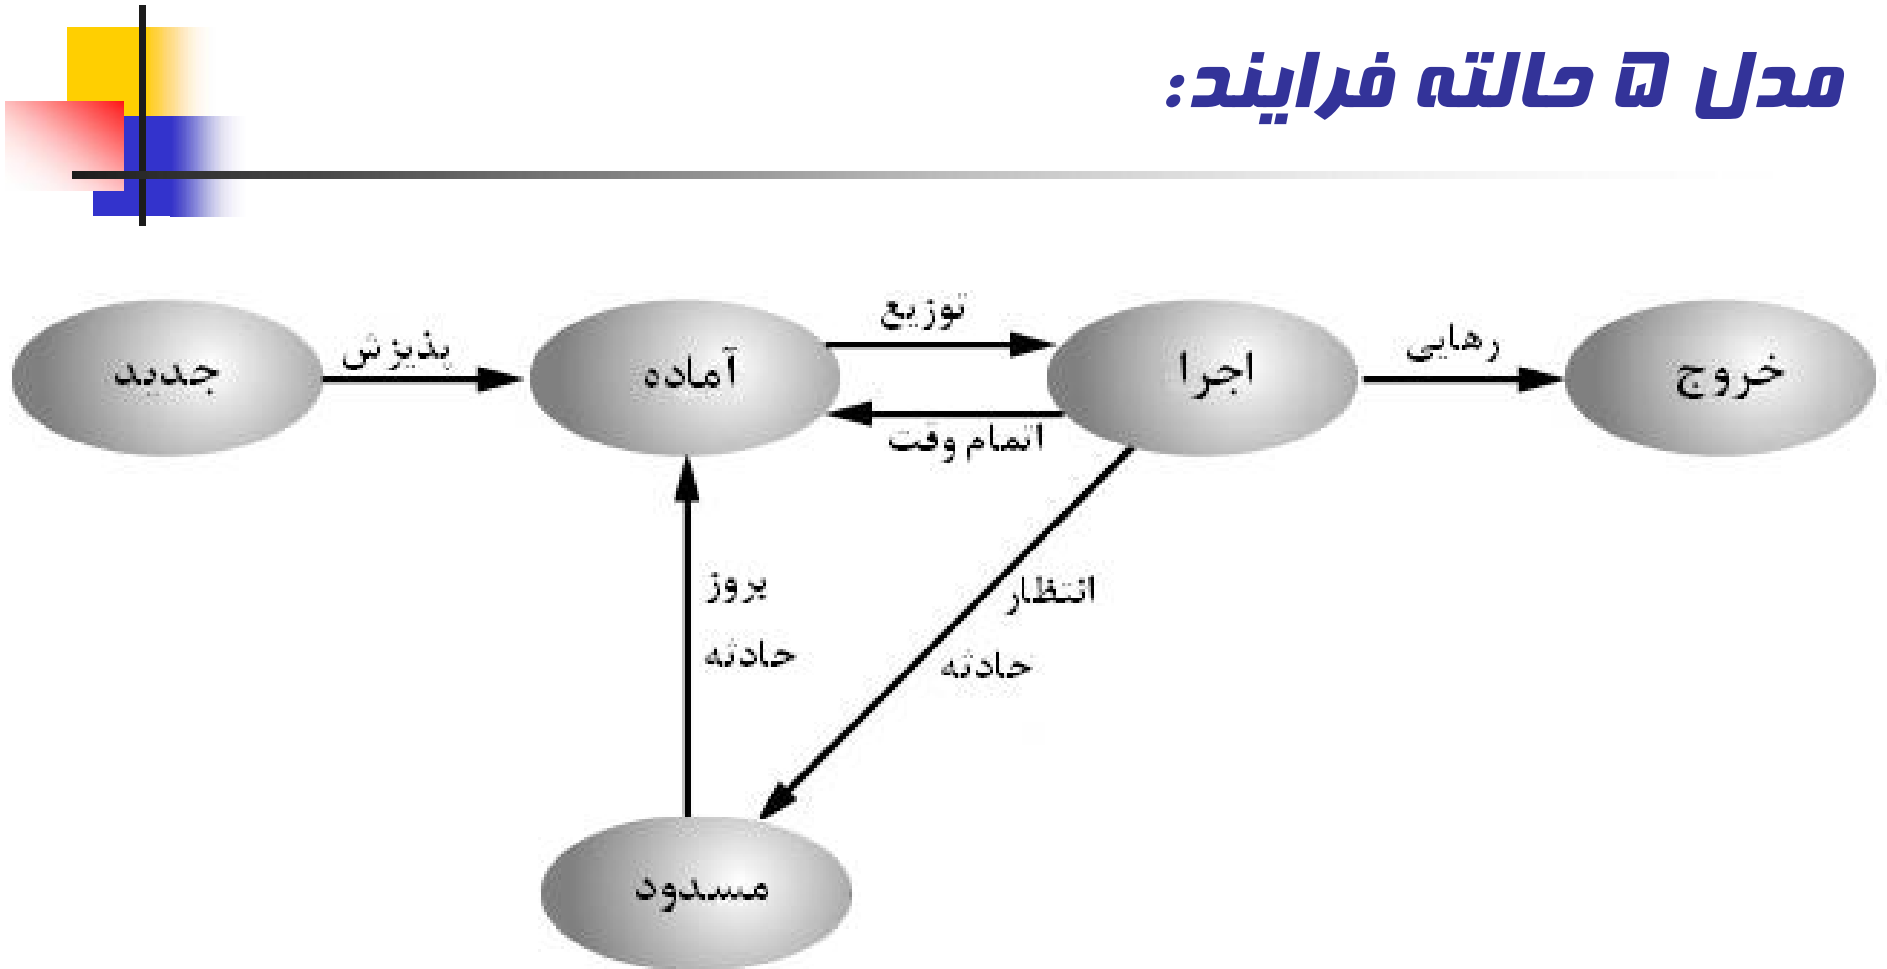 مدل ۵ حالته فرایند:
جدید
پذیرش
آماده
توزیع
اتمام وقت
اجرا
رهایی
خروج
بروز
حادثه
انتظار
حادثه
مسدود